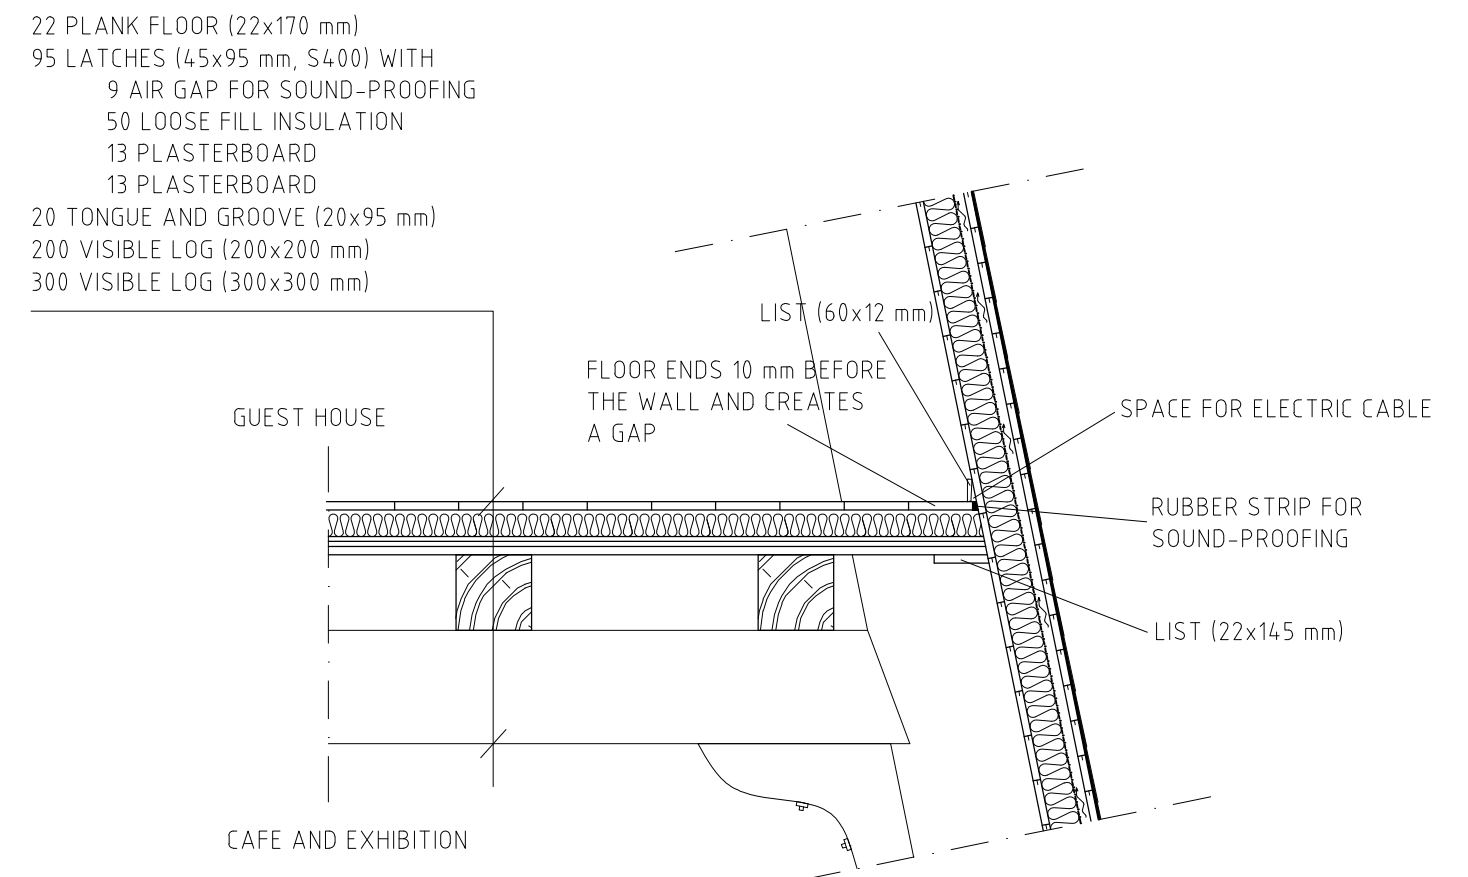 22 PLANK FLOOR (22x170 mm)
95 LATCHES (45x95 mm, S400) WITH
9 AIR GAP FOR SOUND-PROOFING
50 LOOSE FILL INSULATION
13 PLASTERBOARD
13 PLASTERBOARD
20 TONGUE AND GROOVE (20x95 mm)
200 VISIBLE LOG (200x200 mm)
300 VISIBLE LOG (300x300 mm)
LIST (60x12 mm)
FLOOR ENDS 10 mm BEFORE
THE WALL AND CREATES
A GAP
GUEST HOUSE
SPACE FOR ELECTRIC CABLE
RUBBER STRIP FOR
SOUND-PROOFING
LIST (22x145 mm)
CAFE AND EXHIBITION